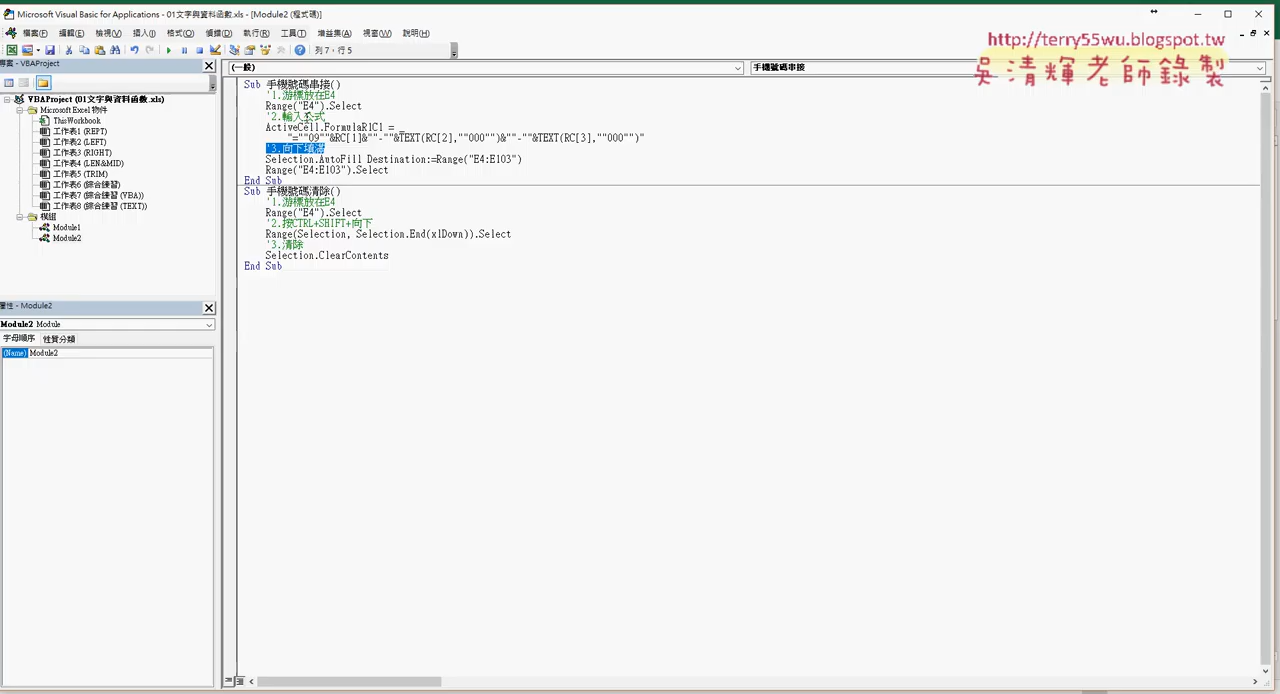 Microsoft Visual Basic for Applications - 01文字與資料函數.xls - [Module2 (程式碼)]
檔案(F) 編輯(E) 檢視(V) 插入(I) 格式(O) 偵錯(D) 執行(R) 工具(T) 增益集(A) 視窗(W) 說明(H)
列 7，行 5
http://terry55wu.blogspot.tw
吳清輝老師錄製
專案 - VBAProject
VBAProject (01文字與資料函數.xls)
Microsoft Excel 物件
ThisWorkbook
工作表1 (REPT)
工作表2 (LEFT)
工作表3 (RIGHT)
工作表4 (LEN&MID)
工作表5 (TRIM)
工作表6 (綜合練習)
工作表7 (綜合練習 (VBA))
工作表8 (綜合練習 (TEXT))
模組
Module1
Module2
屬性 - Module2
Module2 Module
字母順序 性質分類
(Name) Module2
(一般) 手機號碼串接
Sub 手機號碼串接()
'1.游標放在E4
Range("E4").Select
'2.輸入公式
ActiveCell.FormulaR1C1 = _
"=""09""&RC[1]&""-""&TEXT(RC[2],""000"")&""-""&TEXT(RC[3],""000"")"
'3.向下填滿
Selection.AutoFill Destination:=Range("E4:E103")
Range("E4:E103").Select
End Sub
Sub 手機號碼清除()
'1.游標放在E4
Range("E4").Select
'2.按CTRL+SHIFT+向下
Range(Selection, Selection.End(xlDown)).Select
'3.清除
Selection.ClearContents
End Sub